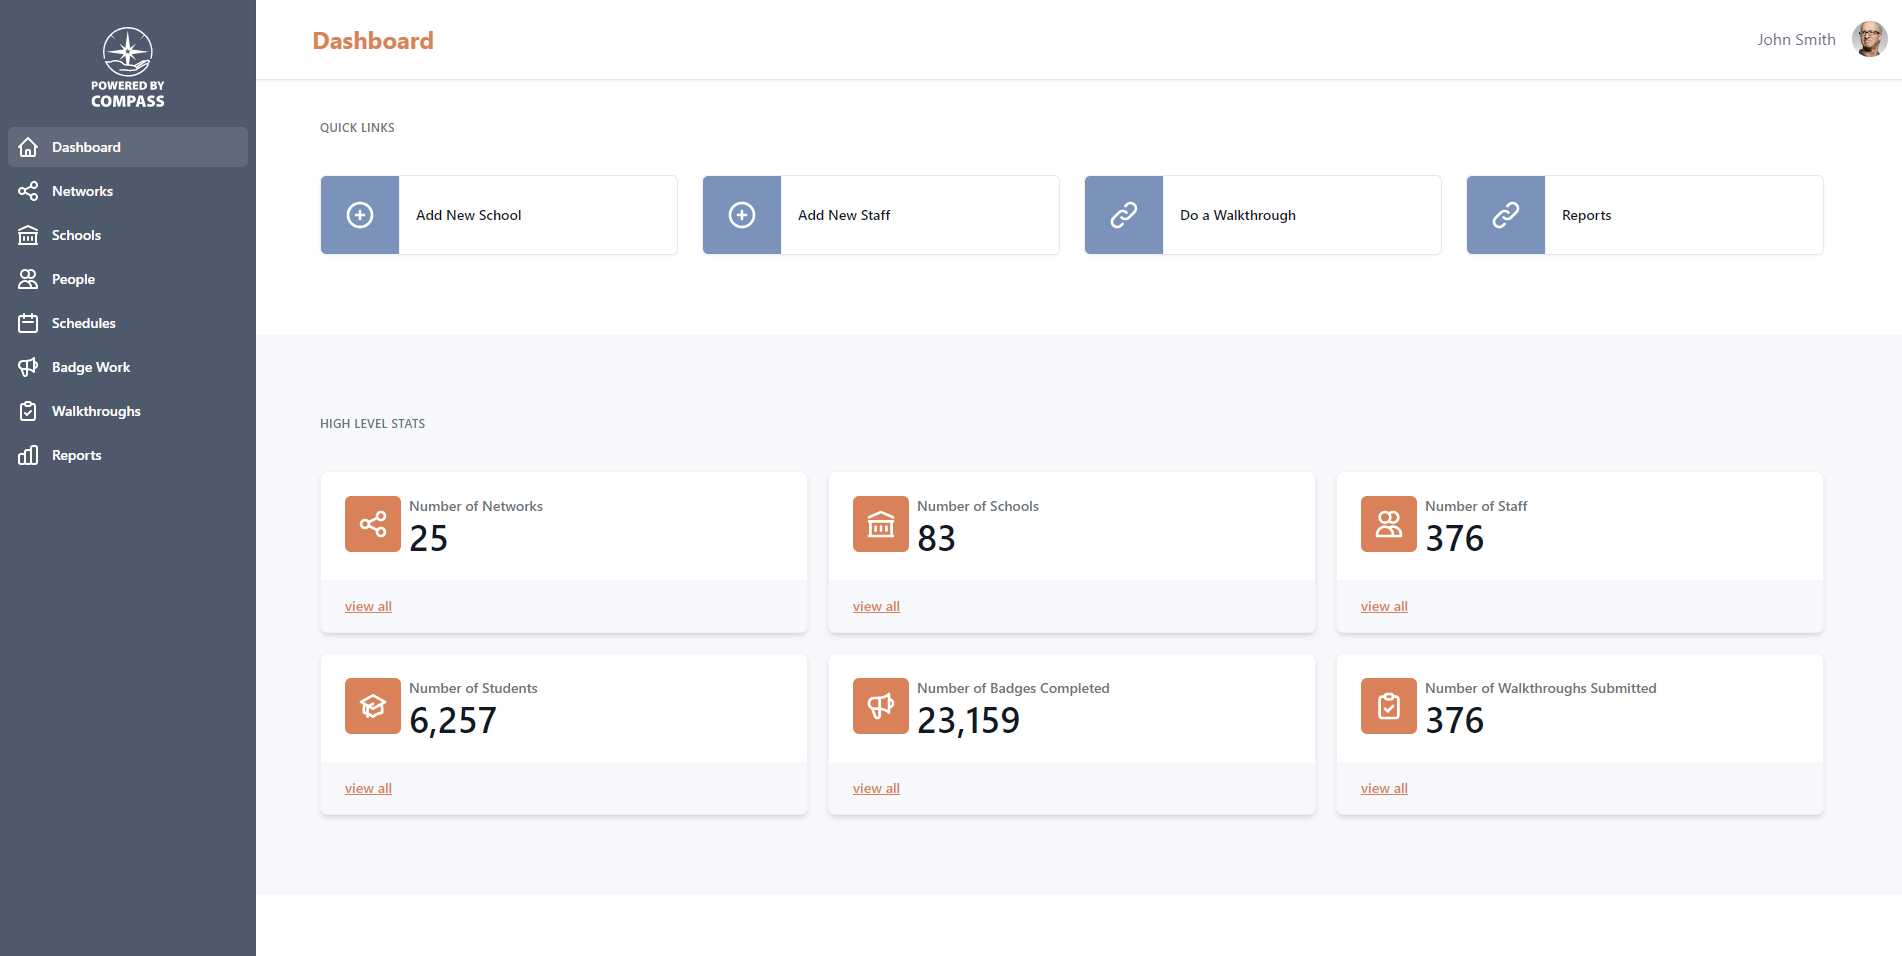 POWERED BY
COMPASS
Dashboard
Networks
Schools
People
Schedules
Badge Work
Walkthroughs
Reports
Dashboard
John Smith
QUICK LINKS
Add New School
Add New Staff
Do a Walkthrough
Reports
HIGH LEVEL STATS
Number of Networks
25
view all
Number of Schools
83
view all
Number of Staff
376
view all
Number of Students
6,257
view all
Number of Badges Completed
23,159
view all
Number of Walkthroughs Submitted
376
view all